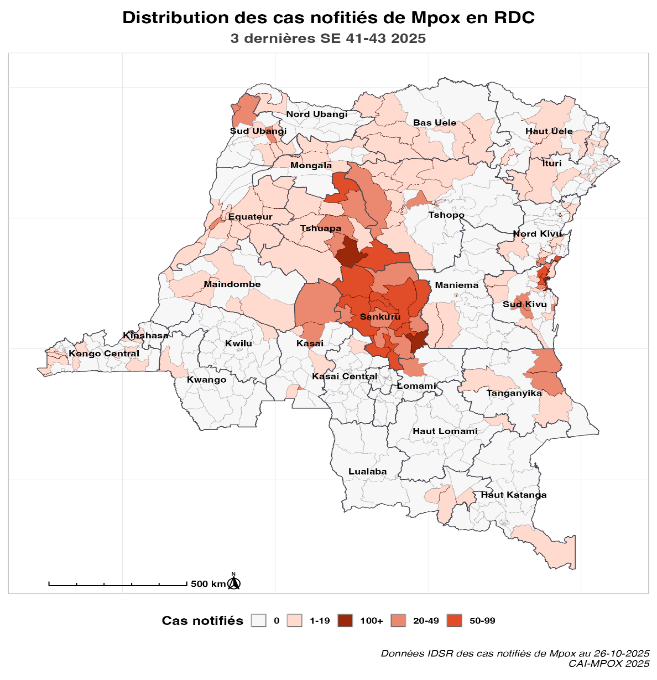 Distribution des cas nofitiés de Mpox en RDC
3 dernières SE 41-43 2025
Nord Ubangi
Bas Uele
Sud Ubangi
Haut Uele
Mongala
Ituri
Equateur
Tshopo
Tshuapa
Nord Kivu
Maindombe
Maniema
Sud Kivu
Sankuru
Kinshasa
Kongo Central
Kwilu
Kasai
Kwango
Kasai Central
Lomami
Tanganyika
Haut Lomami
Lualaba
Haut Katanga
N
500 km
Cas notifiés 0 1-19 100+ 20-49 50-99
Données IDSR des cas notifiés de Mpox au 26-10-2025
CAI-MPOX 2025